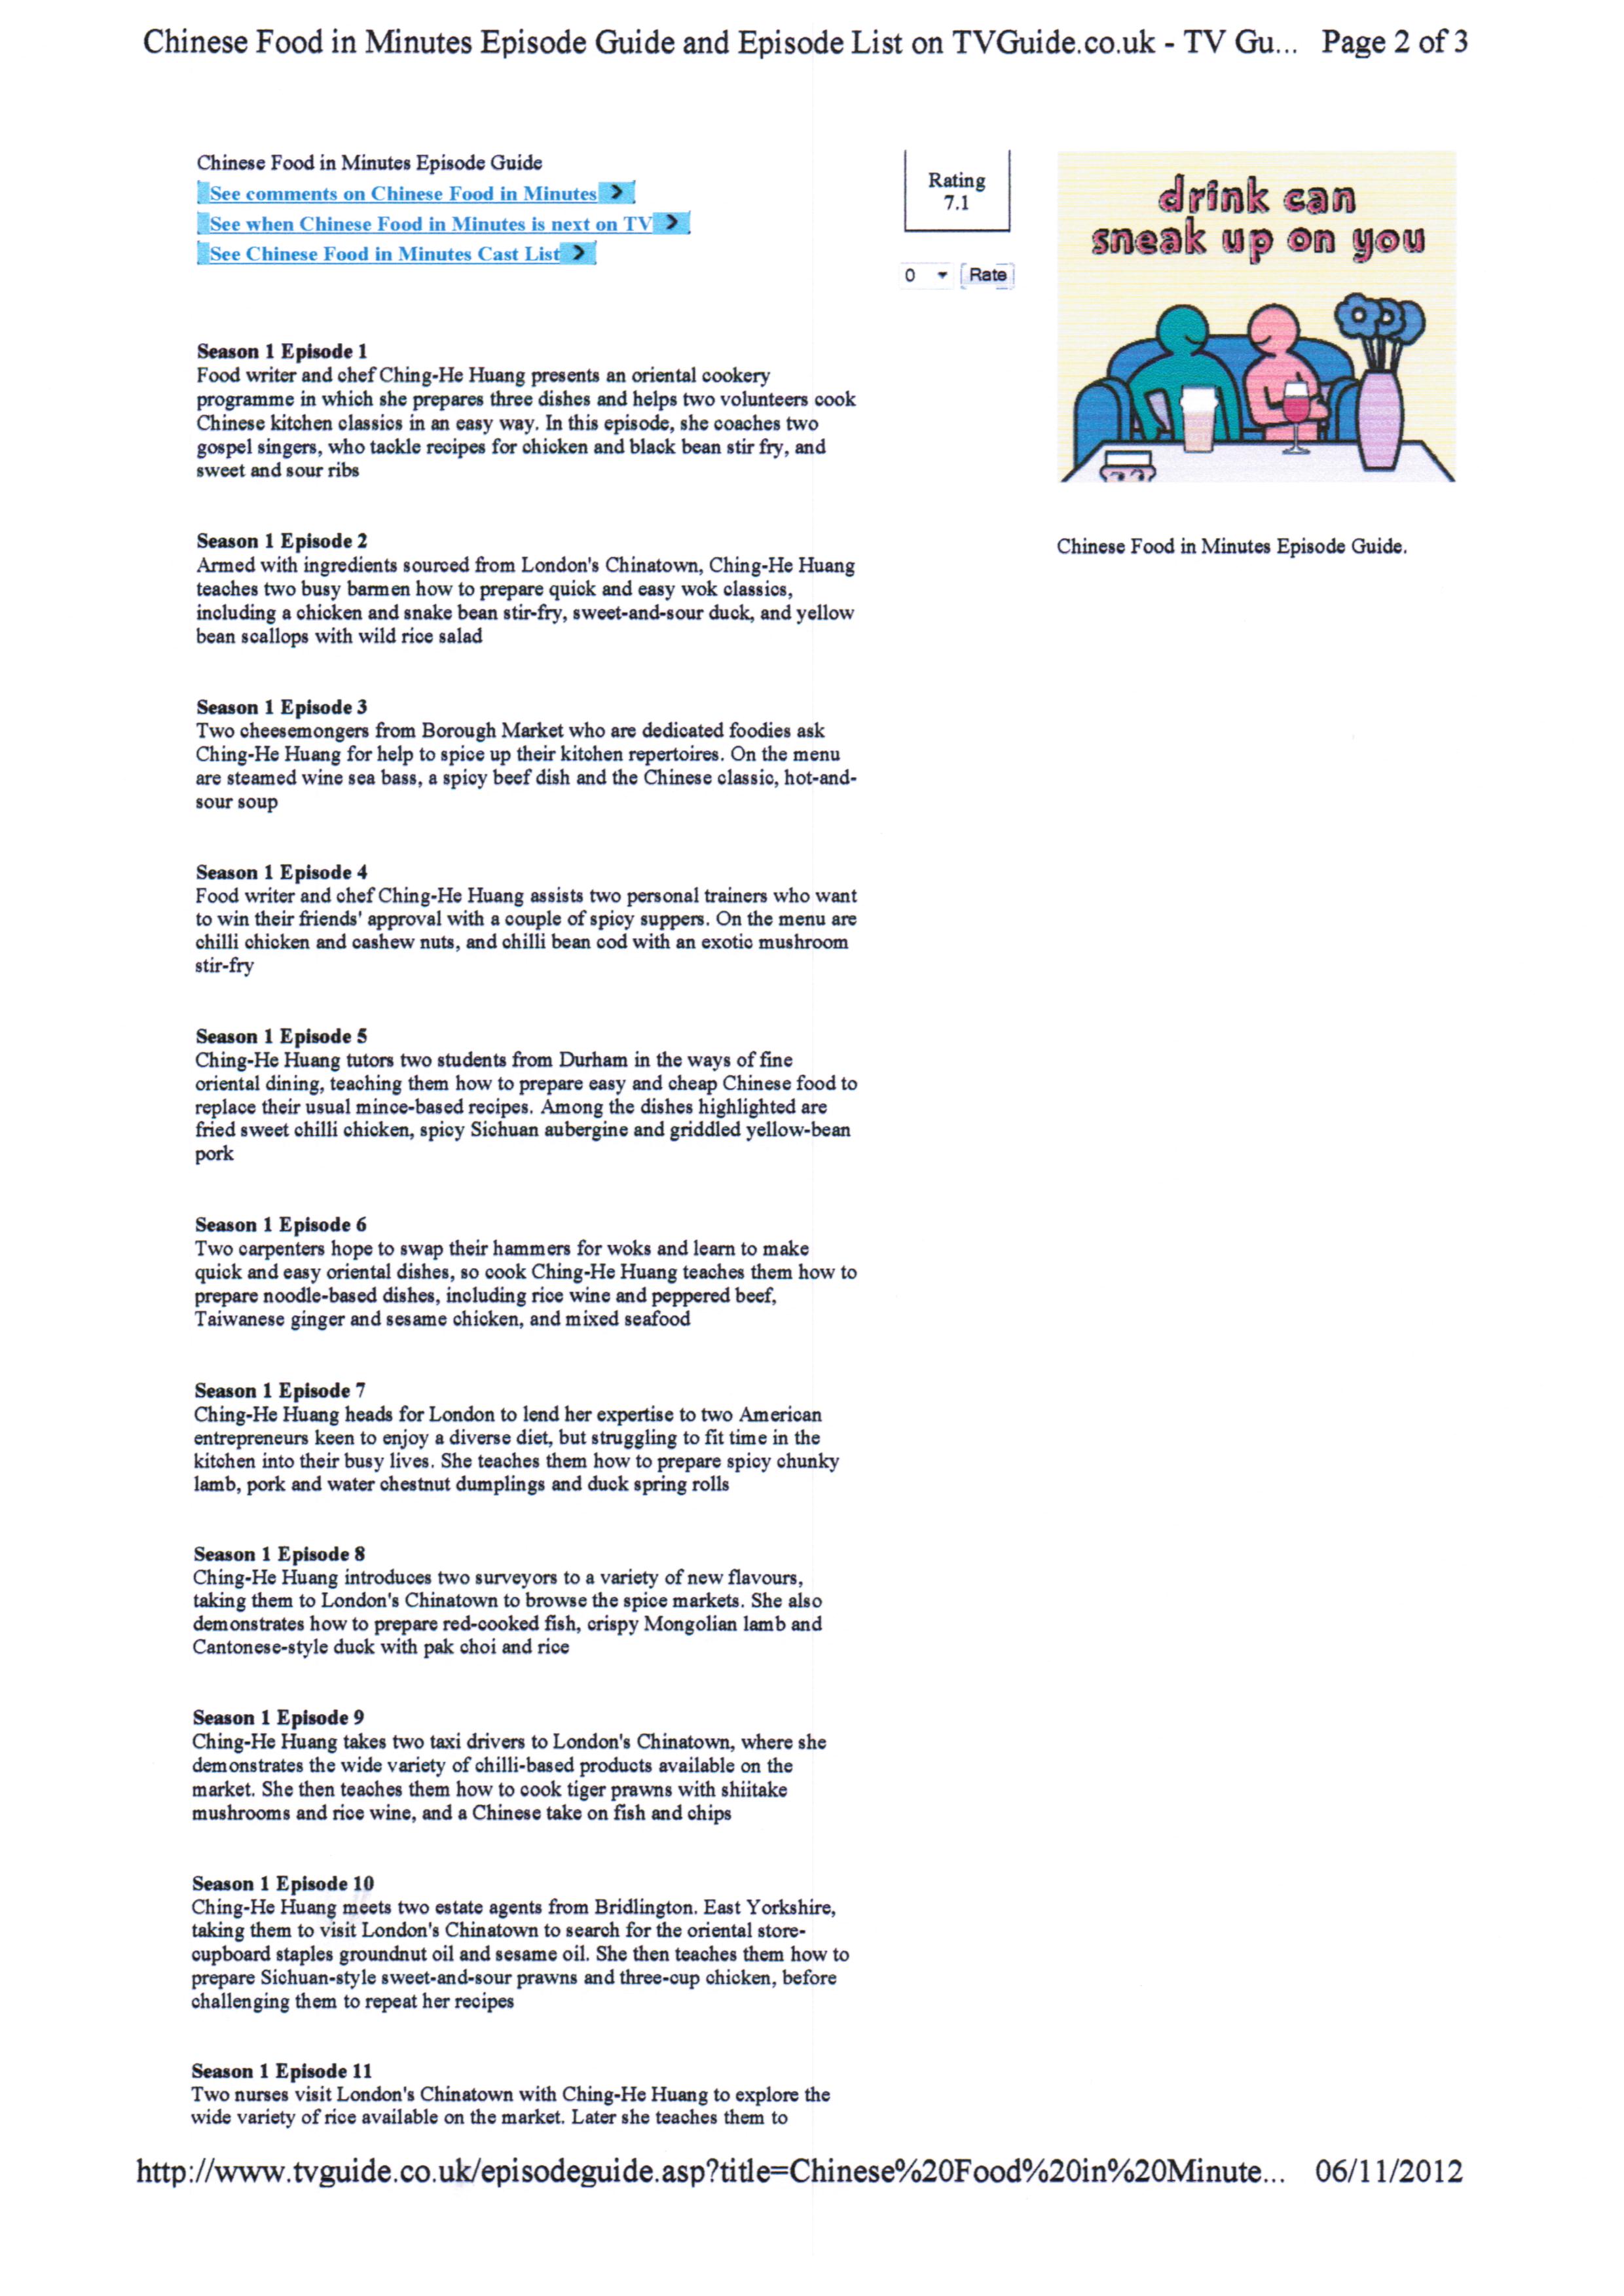 Chinese Food in Minutes Episode Guide and Episode List on TVGuide.co.uk - TV Gu... Page 2 of 3
Chinese Food in Minutes Episode Guide
See comments on Chinese Food in Minutes >
See when Chinese Food in Minutes is next on TV >
See Chinese Food in Minutes Cast List >
Rating
7.1
0 Rate
drink can
sneak up on you
Chinese Food in Minutes Episode Guide.
Season 1 Episode 1
Food writer and chef Ching-He Huang presents an oriental cookery
programme in which she prepares three dishes and helps two volunteers cook
Chinese kitchen classics in an easy way. In this episode, she coaches two
gospel singers, who tackle recipes for chicken and black bean stir fry, and
sweet and sour ribs
Season 1 Episode 2
Armed with ingredients sourced from London's Chinatown, Ching-He Huang
teaches two busy barmen how to prepare quick and easy wok classics,
including a chicken and snake bean stir-fry, sweet-and-sour duck, and yellow
bean scallops with wild rice salad
Season 1 Episode 3
Two cheesemongers from Borough Market who are dedicated foodies ask
Ching-He Huang for help to spice up their kitchen repertoires. On the menu
are steamed wine sea bass, a spicy beef dish and the Chinese classic, hot-and-
sour soup
Season 1 Episode 4
Food writer and chef Ching-He Huang assists two personal trainers who want
to win their friends' approval with a couple of spicy suppers. On the menu are
chilli chicken and cashew nuts, and chilli bean cod with an exotic mushroom
stir-fry
Season 1 Episode 5
Ching-He Huang tutors two students from Durham in the ways of fine
oriental dining, teaching them how to prepare easy and cheap Chinese food to
replace their usual mince-based recipes. Among the dishes highlighted are
fried sweet chilli chicken, spicy Sichuan aubergine and griddled yellow-bean
pork
Season 1 Episode 6
Two carpenters hope to swap their hammers for woks and learn to make
quick and easy oriental dishes, so cook Ching-He Huang teaches them how to
prepare noodle-based dishes, including rice wine and peppered beef,
Taiwanese ginger and sesame chicken, and mixed seafood
Season 1 Episode 7
Ching-He Huang heads for London to lend her expertise to two American
entrepreneurs keen to enjoy a diverse diet, but struggling to fit time in the
kitchen into their busy lives. She teaches them how to prepare spicy chunky
lamb, pork and water chestnut dumplings and duck spring rolls
Season 1 Episode 8
Ching-He Huang introduces two surveyors to a variety of new flavours,
taking them to London's Chinatown to browse the spice markets. She also
demonstrates how to prepare red-cooked fish, crispy Mongolian lamb and
Cantonese-style duck with pak choi and rice
Season 1 Episode 9
Ching-He Huang takes two taxi drivers to London's Chinatown, where she
demonstrates the wide variety of chilli-based products available on the
market. She then teaches them how to cook tiger prawns with shiitake
mushrooms and rice wine, and a Chinese take on fish and chips
Season 1 Episode 10
Ching-He Huang meets two estate agents from Bridlington. East Yorkshire,
taking them to visit London's Chinatown to search for the oriental store-
cupboard staples groundnut oil and sesame oil. She then teaches them how to
prepare Sichuan-style sweet-and-sour prawns and three-cup chicken, before
challenging them to repeat her recipes
Season 1 Episode 11
Two nurses visit London's Chinatown with Ching-He Huang to explore the
wide variety of rice available on the market. Later she teaches them to
http://www.tvguide.co.uk/episodeguide.asp?title=Chinese%20Food%20in%20Minute... 06/11/2012